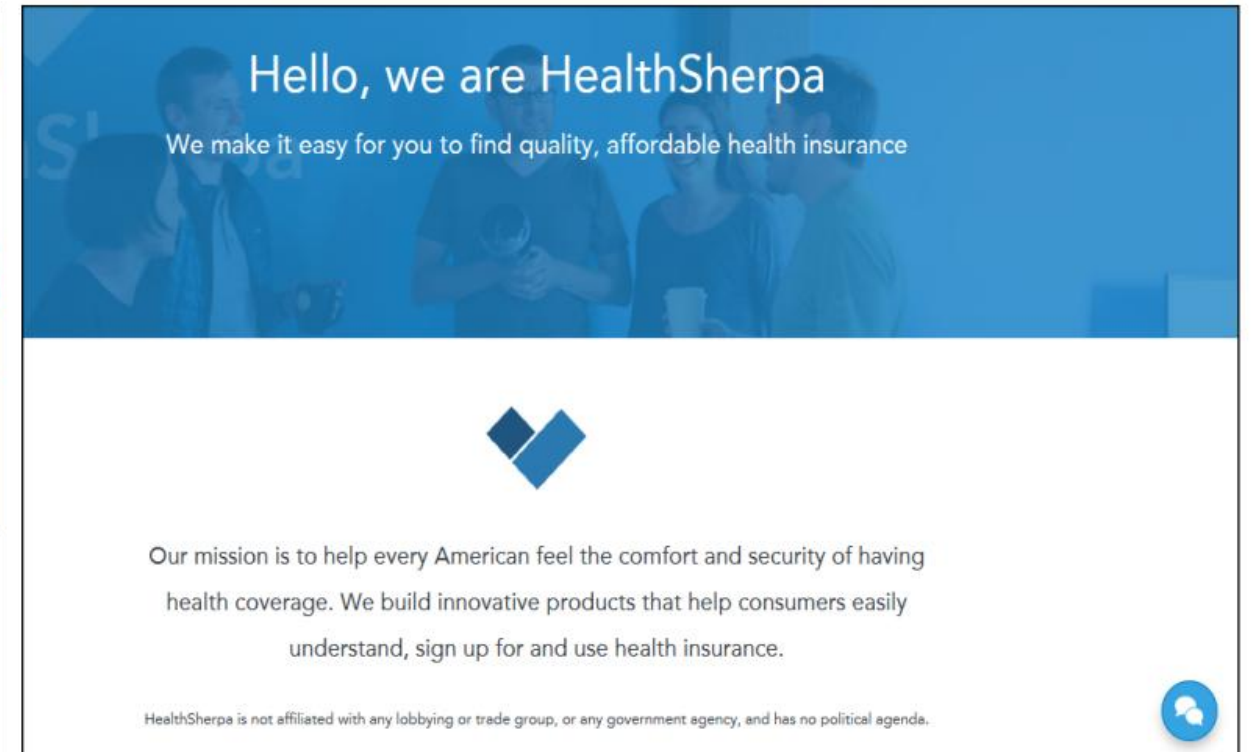 Hello, we are HealthSherpa
We make it easy for you to find quality, affordable health insurance
Our mission is to help every American feel the comfort and security of having
health coverage. We build innovative products that help consumers easily
understand, sign up for and use health insurance.
HealthSherpa is not affiliated with any lobbying or trade group, or any government agency, and has no political agenda.